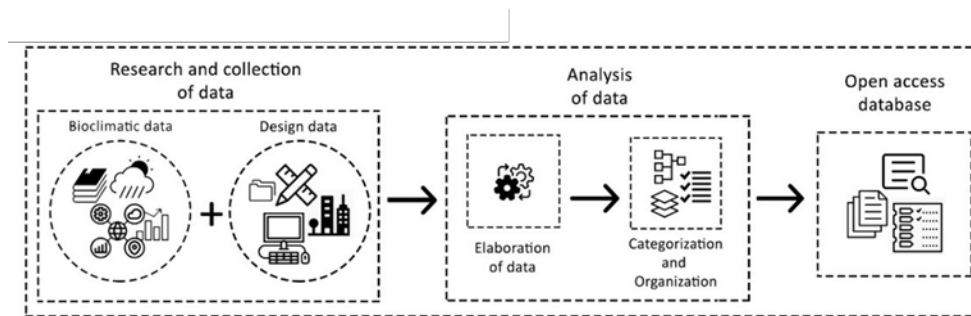 Research and collection
of data
Bioclimatic data
Design data
Analysis
of data
Elaboration
of data
Categorization
and
Organization
Open access
database